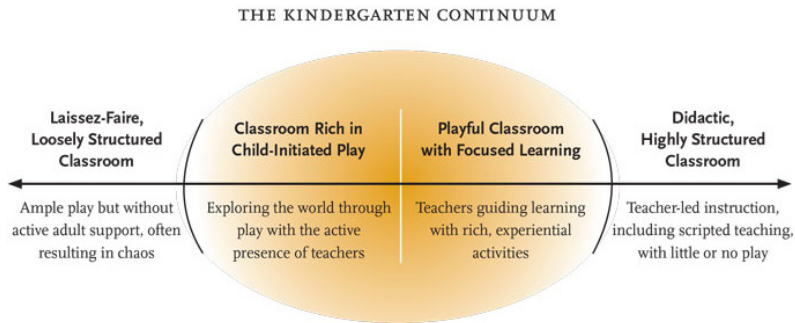 THE KINDERGARTEN CONTINUUM
Laissez-Faire,
Loosely Structured
Classroom
Ample play but without
active adult support, often
resulting in chaos
Classroom Rich in
Child-Initiated Play
Exploring the world through
play with the active
presence of teachers
Playful Classroom
with Focused Learning
Teachers guiding learning
with rich, experiential
activities
Didactic,
Highly Structured
Classroom
Teacher-led instruction,
including scripted teaching,
with little or no play